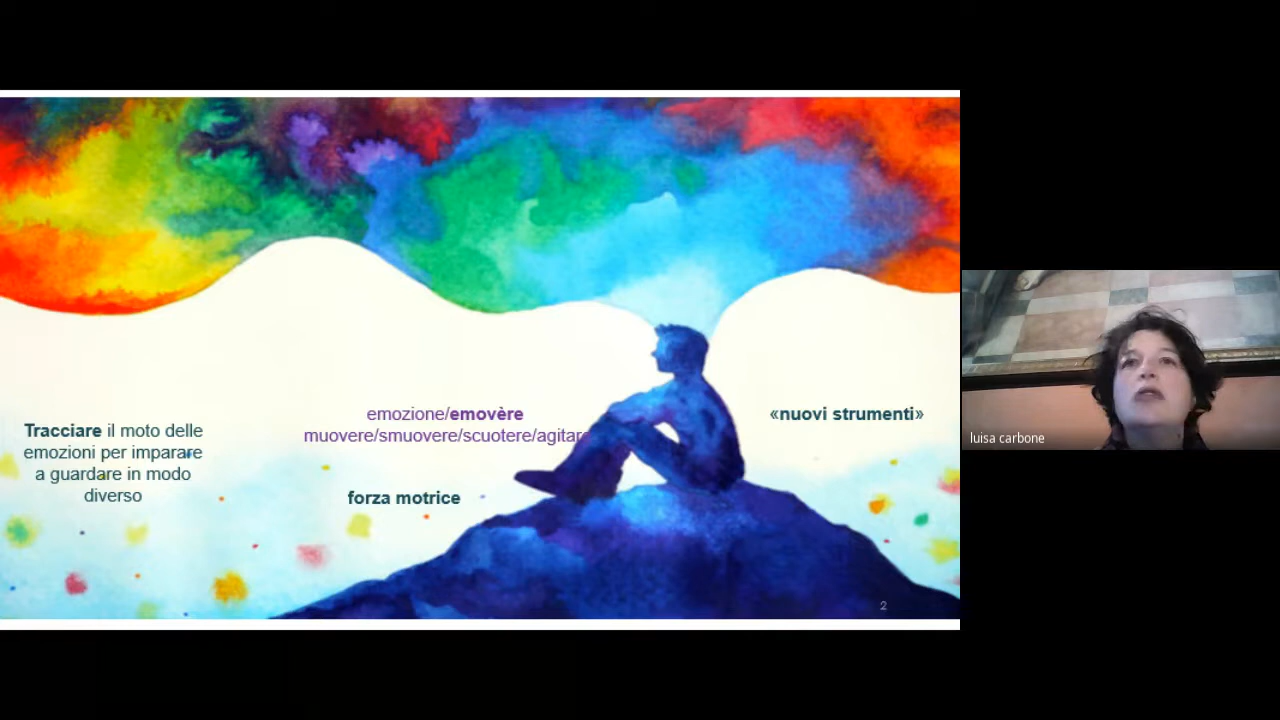 Tracciare il moto delle
emozioni per imparare
a guardare in modo
diverso
emozione/emovère
muovere/smuovere/scuotere/agitare
forza motrice
«nuovi strumenti»
2
luisa carbone